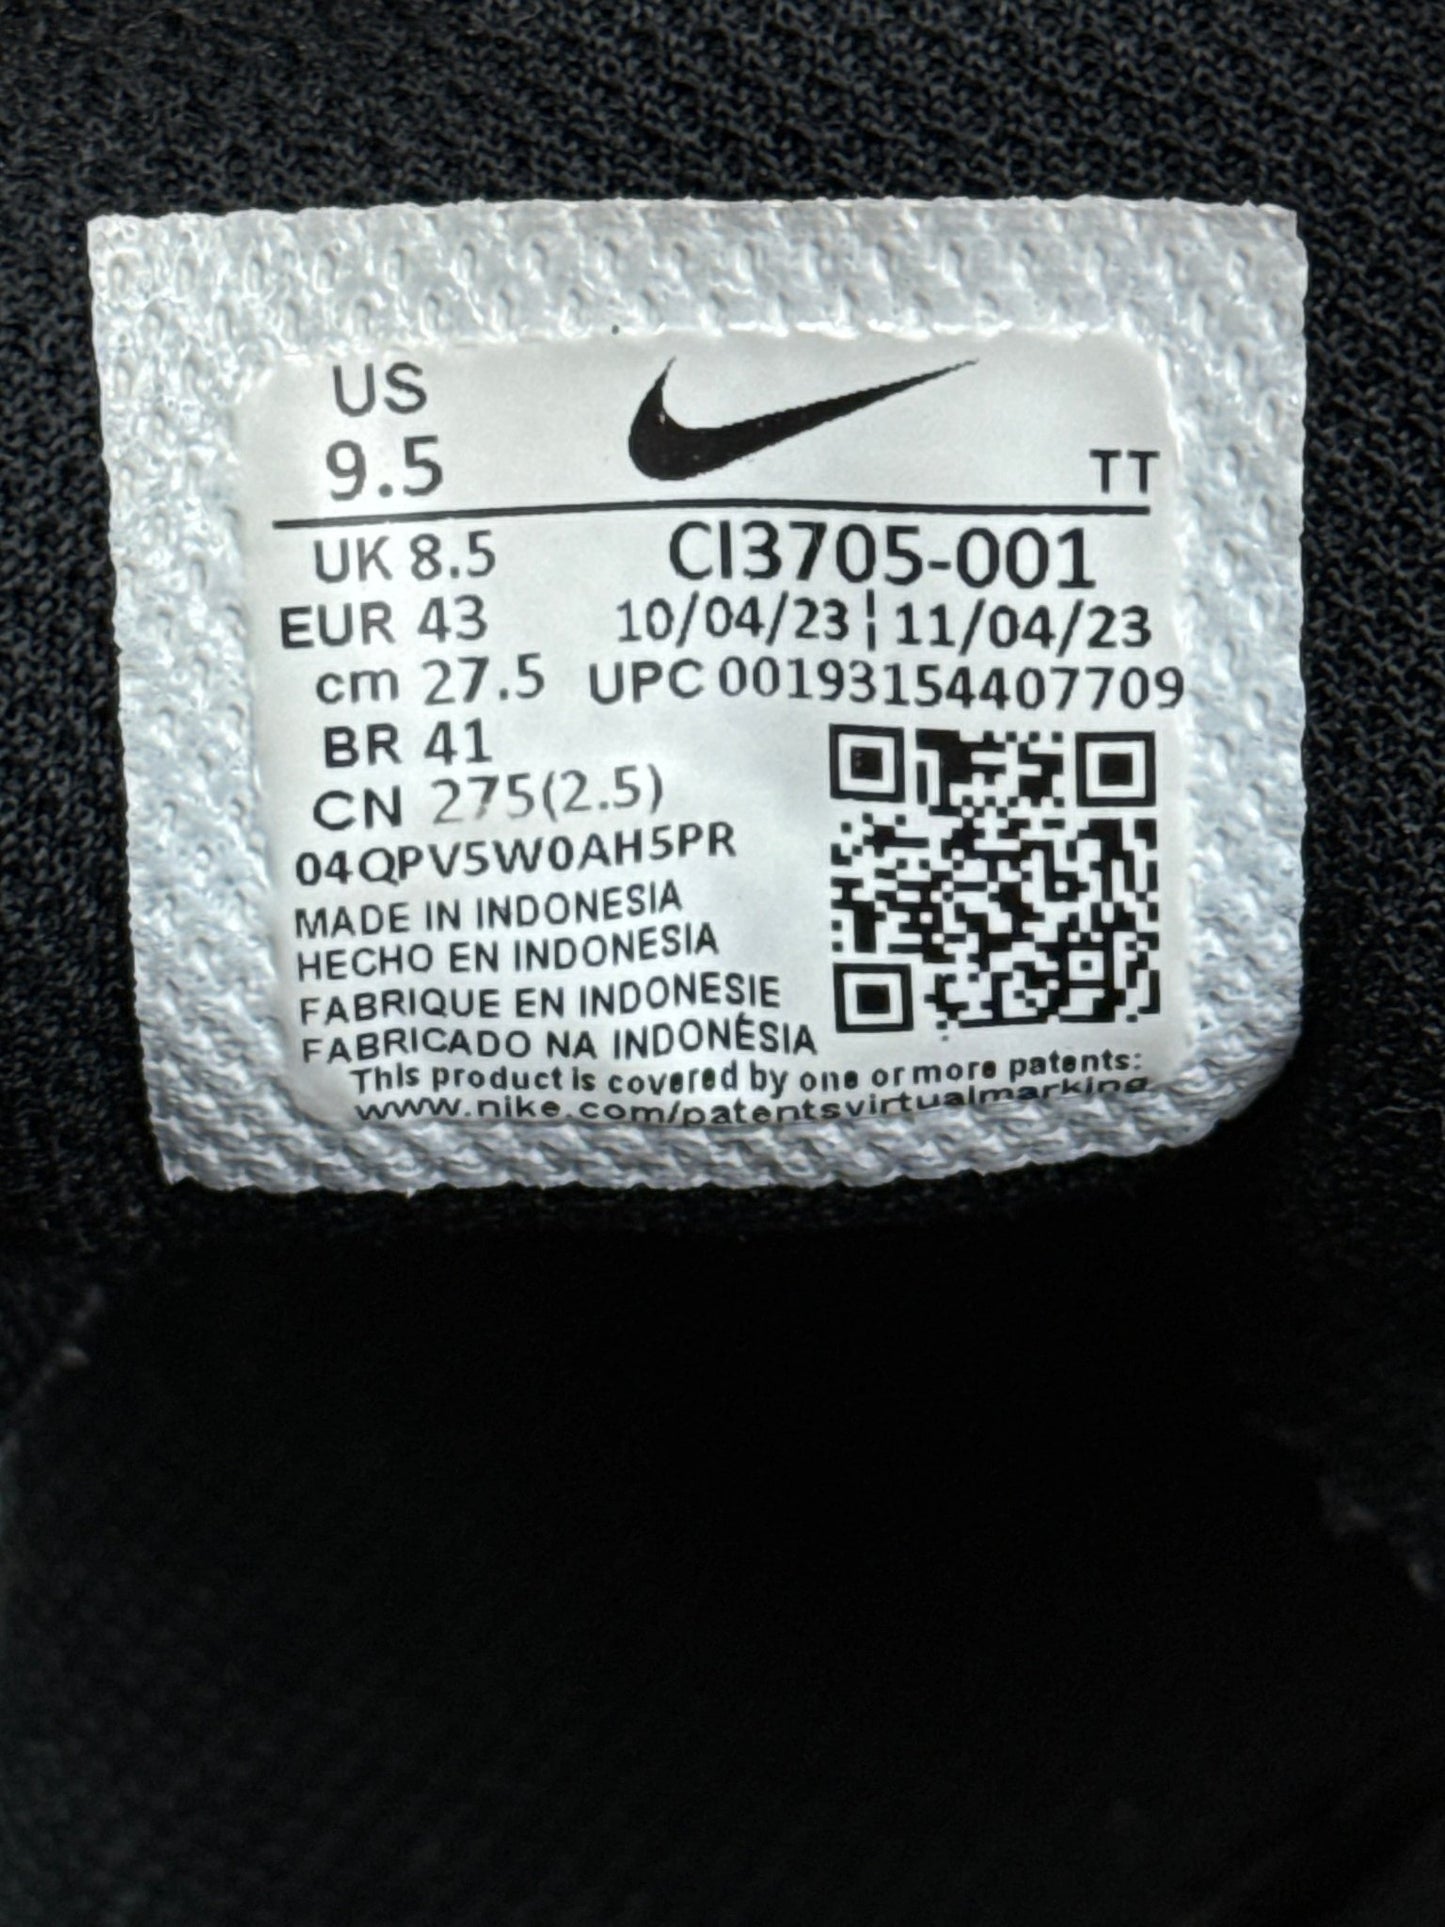 US
9.5
TT
UK 8.5
EUR 43
cm 27.5
BR 41
CN 275(2.5)
CI3705-001
10/04/23 ¦ 11/04/23
UPC 00193154407709
04QPV5W0AH5PR
MADE IN INDONESIA
HECHO EN INDONESIA
FABRIQUE EN INDONESIE
FABRICADO NA INDONÉSIA
This product is covered by one or more patents:
www.nike.com/patentsvirtualmarking